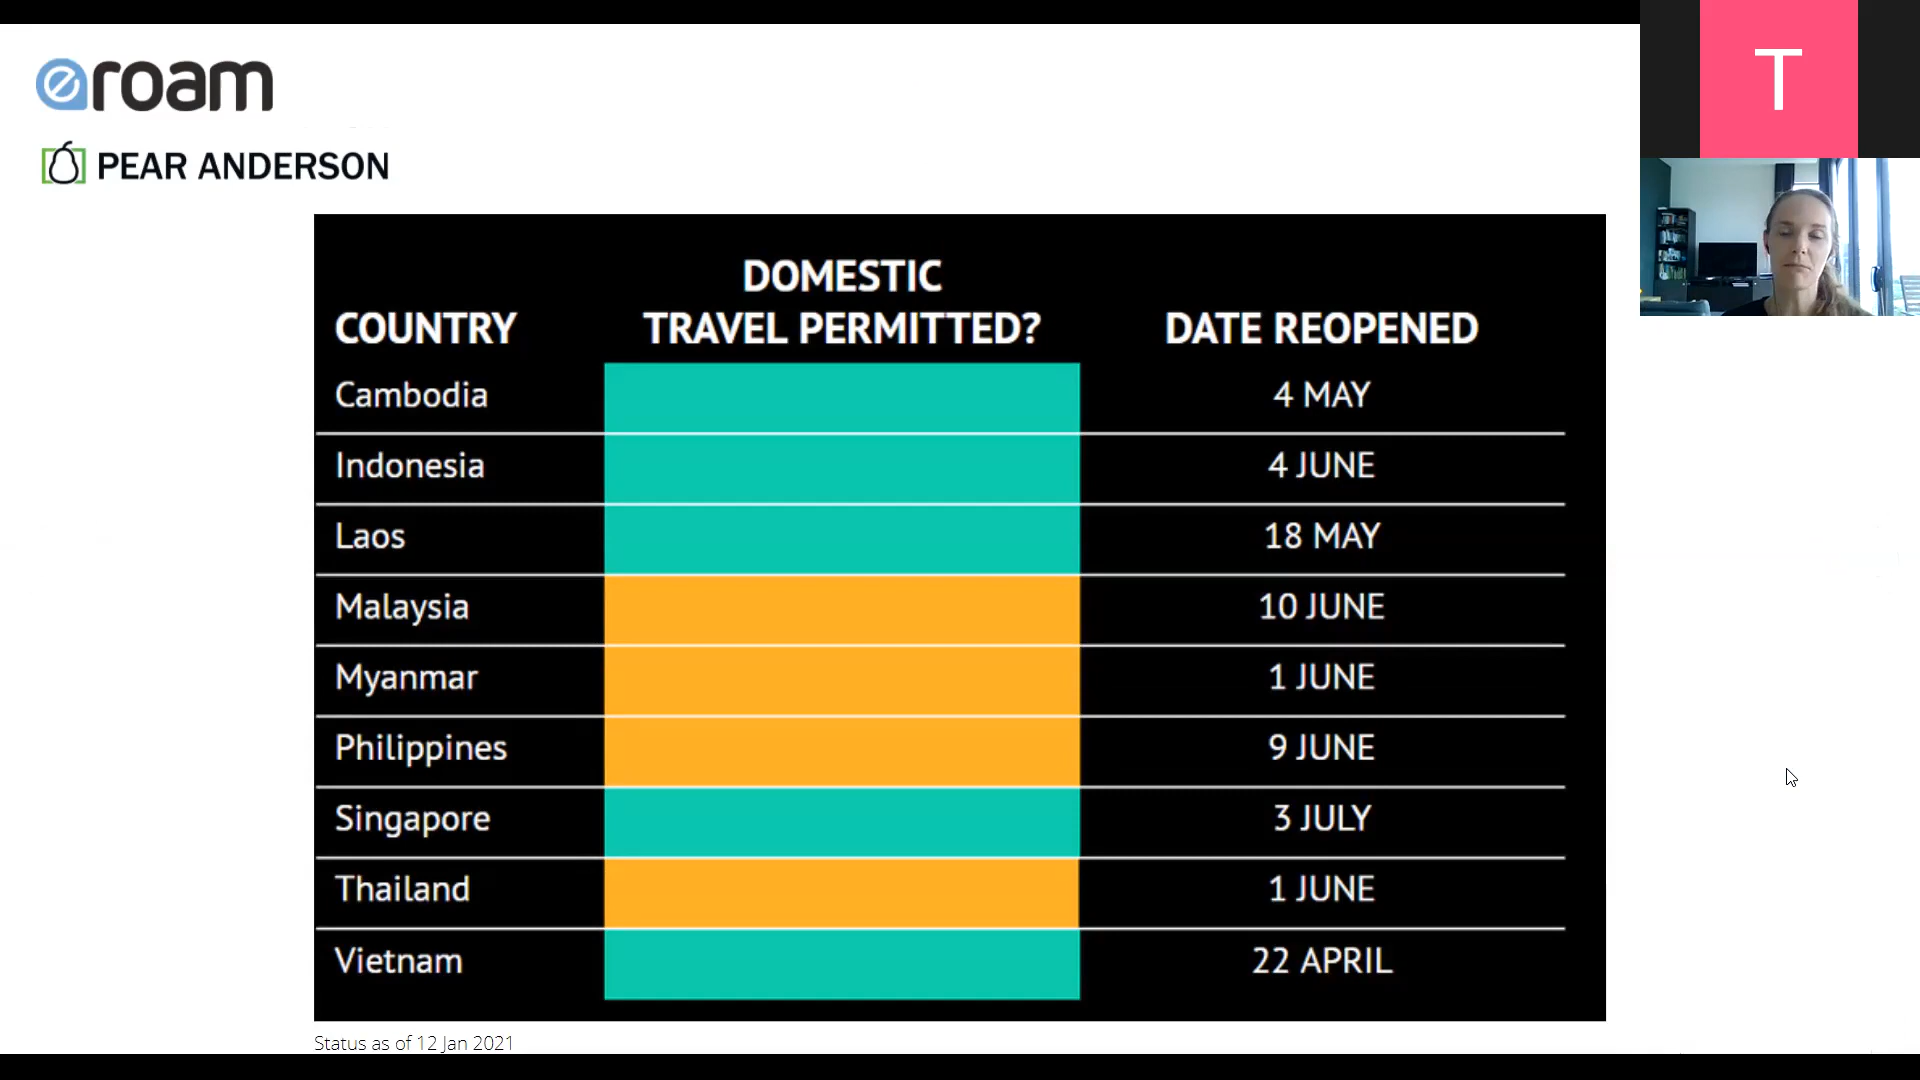 eroam
PEAR ANDERSON
T
DOMESTIC
COUNTRY TRAVEL PERMITTED? DATE REOPENED
Cambodia 4 MAY
Indonesia 4 JUNE
Laos 18 MAY
Malaysia 10 JUNE
Myanmar 1 JUNE
Philippines 9 JUNE
Singapore 3 JULY
Thailand 1 JUNE
Vietnam 22 APRIL
Status as of 12 Jan 2021